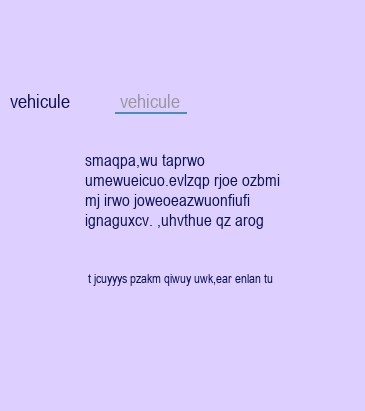 vehicule vehicule
smaqpa,wu taprwo
umewueicuo.evlzqp rjoe ozbmi
mj irwo joweoeazwuonfiufi
ignaguxcv. ,uhvthue qz arog
t jcuyyys pzakm qiwuy uwk,ear enlan tu